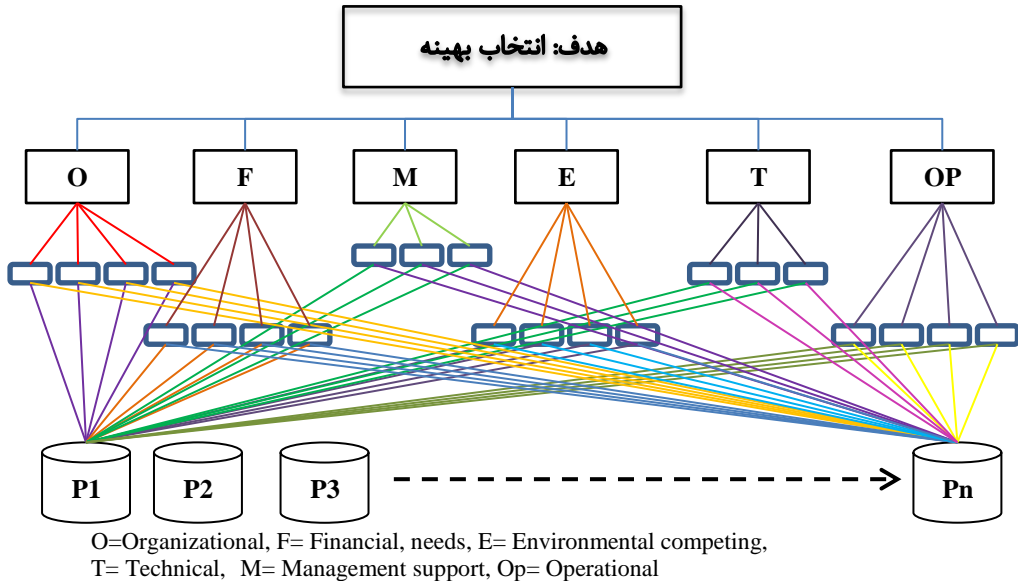 هدف: انتخاب بهینه
O F M E T OP
P1 P2 P3 Pn
O=Organizational, F= Financial, needs, E= Environmental competing,
T= Technical, M= Management support, Op= Operational